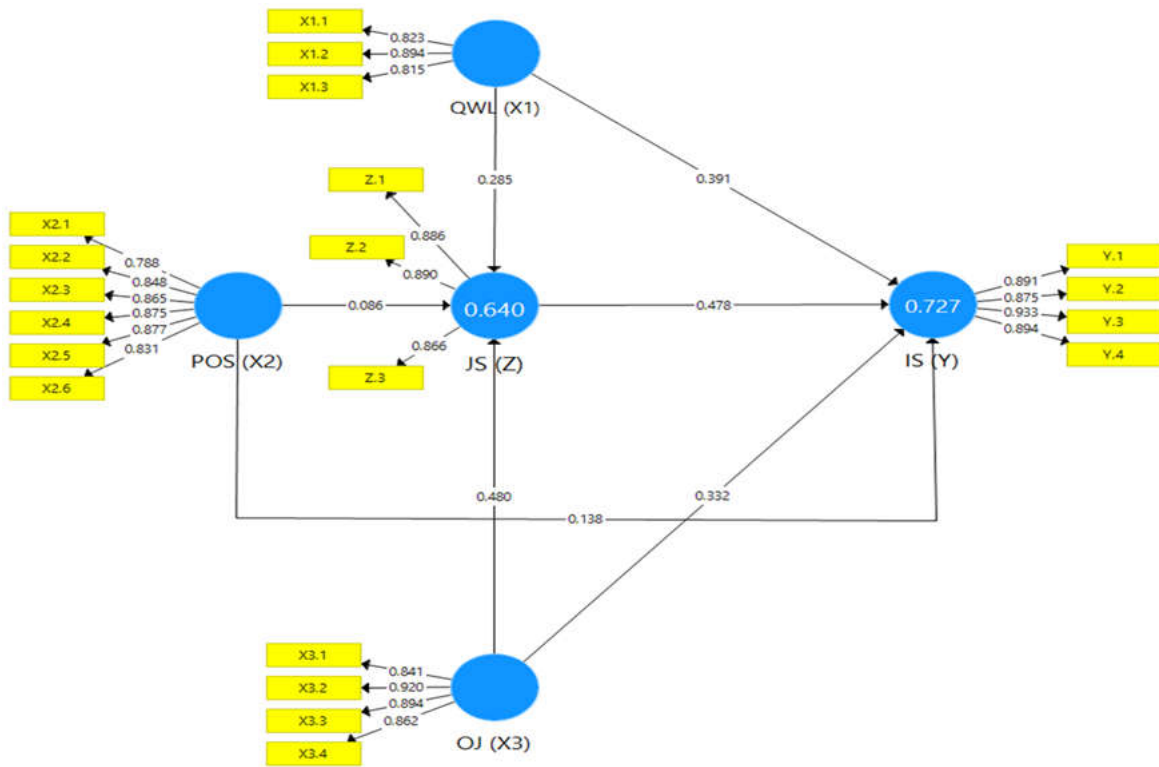 X1.1
X1.2
X1.3
0.823
0.894
0.815
QWL (X1)
0.285
0.391
Z.1
Z.2
Z.3
0.886
0.890
0.866
X2.1
X2.2
X2.3
X2.4
X2.5
X2.6
0.788
0.848
0.865
0.875
0.877
0.831
POS (X2)
0.086
0.640
JS (Z)
0.478
0.727
IS (Y)
0.891
0.875
0.933
0.894
Y.1
Y.2
Y.3
Y.4
0.480
0.332
0.138
X3.1
X3.2
X3.3
X3.4
0.841
0.920
0.894
0.862
OJ (X3)